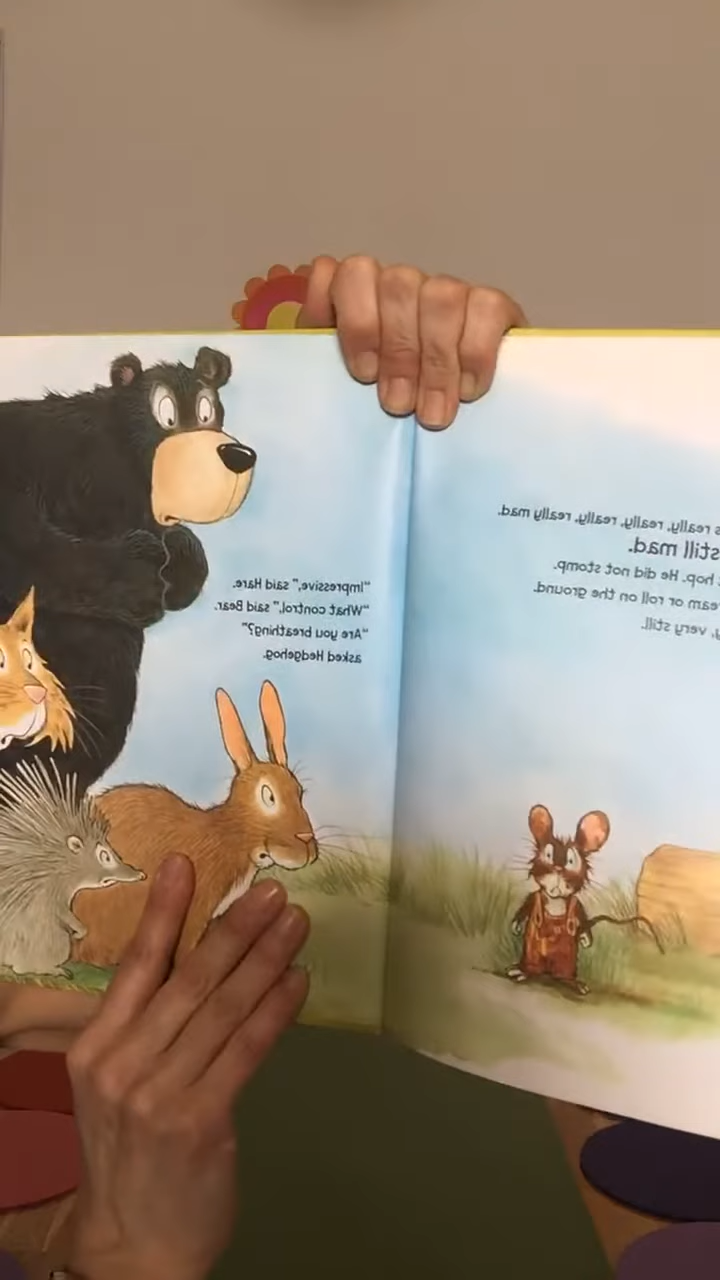 really, really, really, really mad.
still mad.
hop. He did not stomp.
or roll on the ground.
very still.
"Impressive," said Hare.
"What control," said Bear.
"Are you breathing?"
asked Hedgehog.